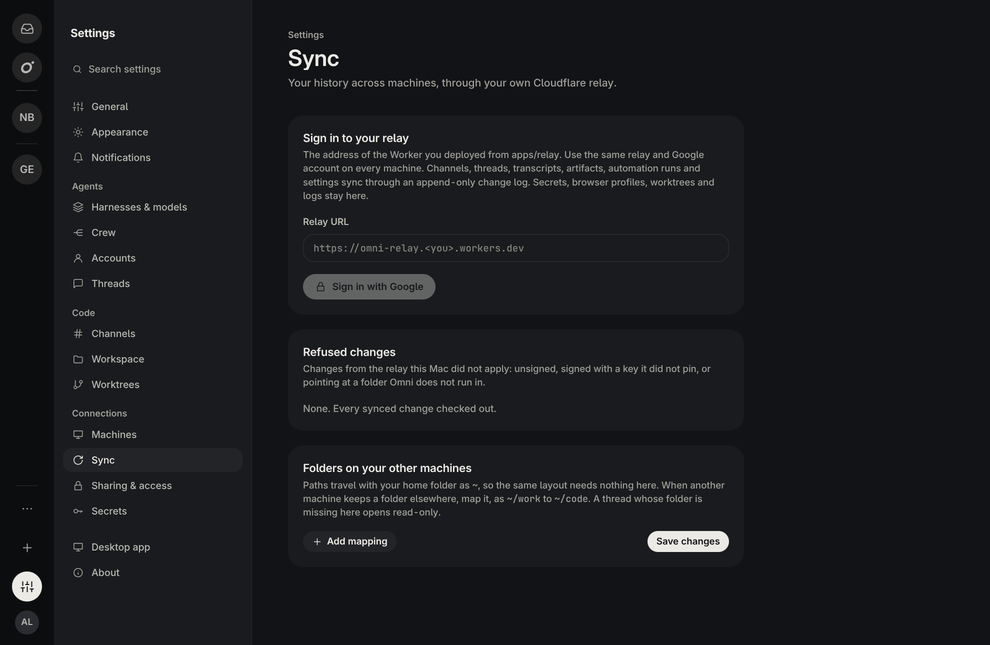 NB
GE
AL
Settings
Search settings
General
Appearance
Notifications
Agents
Harnesses & models
Crew
Accounts
Threads
Code
Channels
Workspace
Worktrees
Connections
Machines
Sync
Sharing & access
Secrets
Desktop app
About
Settings
Sync
Your history across machines, through your own Cloudflare relay.
Sign in to your relay
The address of the Worker you deployed from apps/relay. Use the same relay and Google
account on every machine. Channels, threads, transcripts, artifacts, automation runs and
settings sync through an append-only change log. Secrets, browser profiles, worktrees and
logs stay here.
Relay URL
https://omni-relay.<you>.workers.dev
Sign in with Google
Refused changes
Changes from the relay this Mac did not apply: unsigned, signed with a key it did not pin, or
pointing at a folder Omni does not run in.
None. Every synced change checked out.
Folders on your other machines
Paths travel with your home folder as ~, so the same layout needs nothing here. When another
machine keeps a folder elsewhere, map it, as ~/work to ~/code. A thread whose folder is
missing here opens read-only.
Add mapping
Save changes